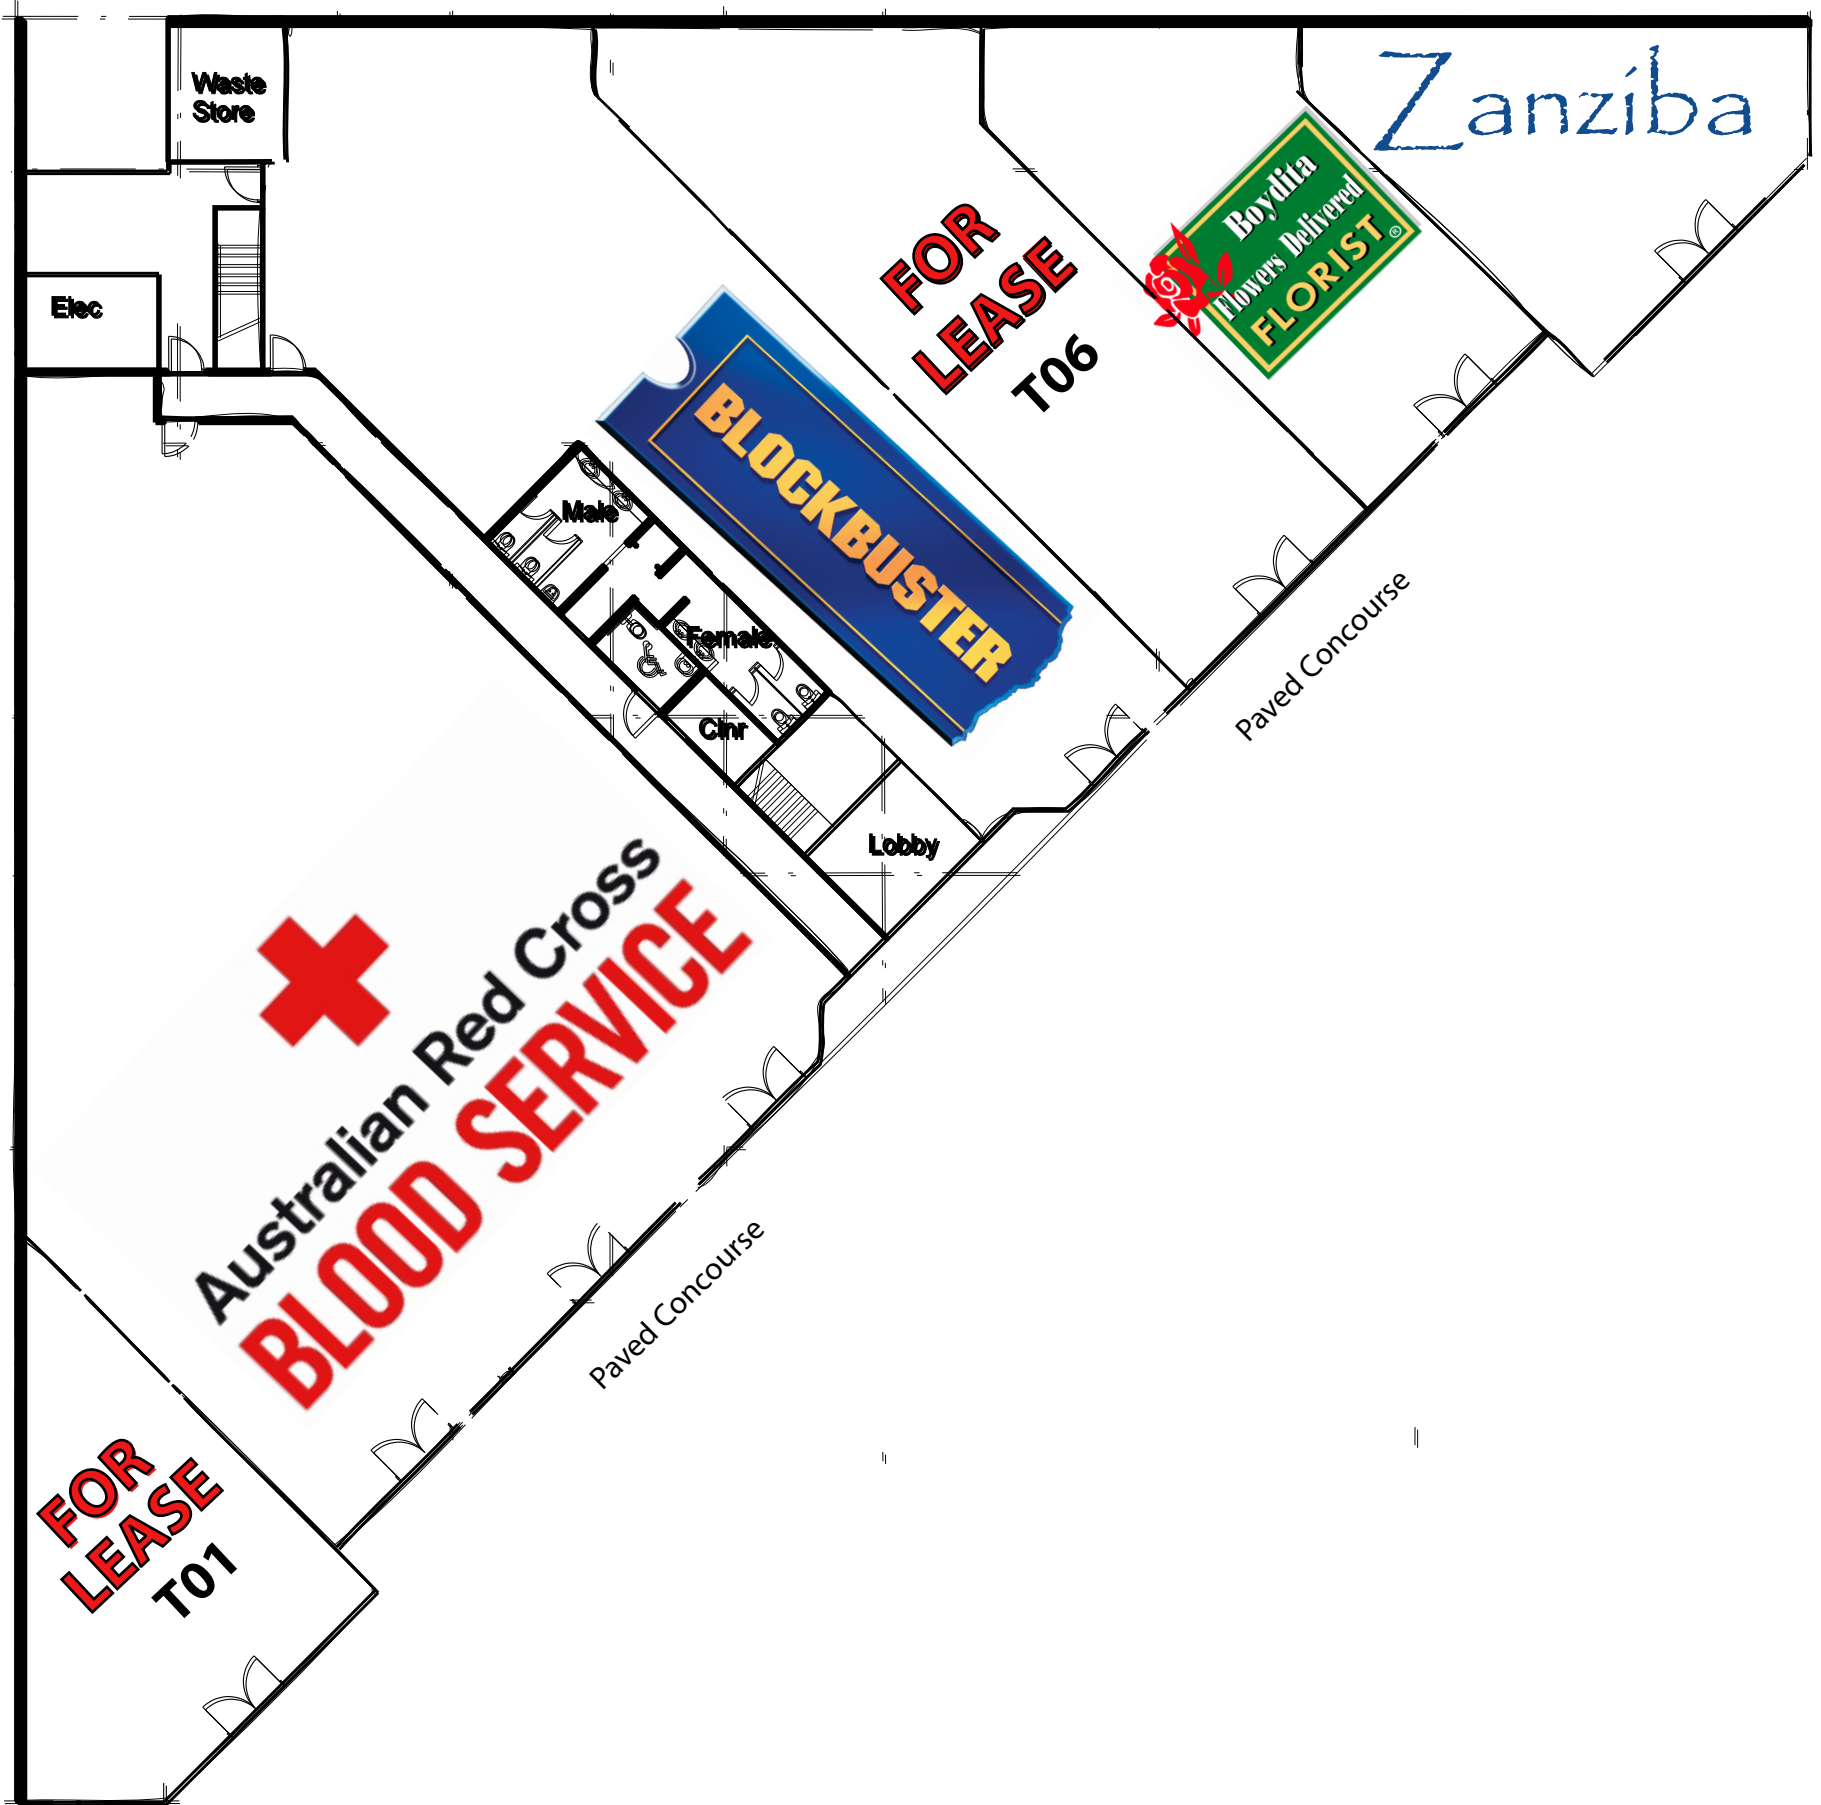 Waste
Store
Zanziba
Boydita
Flowers Delivered
FLORIST®
FOR
LEASE
T06
Elec
BLOCKBUSTER
Male
Female
Clnr
Lobby
Paved Concourse
Australian Red Cross
BLOOD SERVICE
Paved Concourse
FOR
LEASE
T01